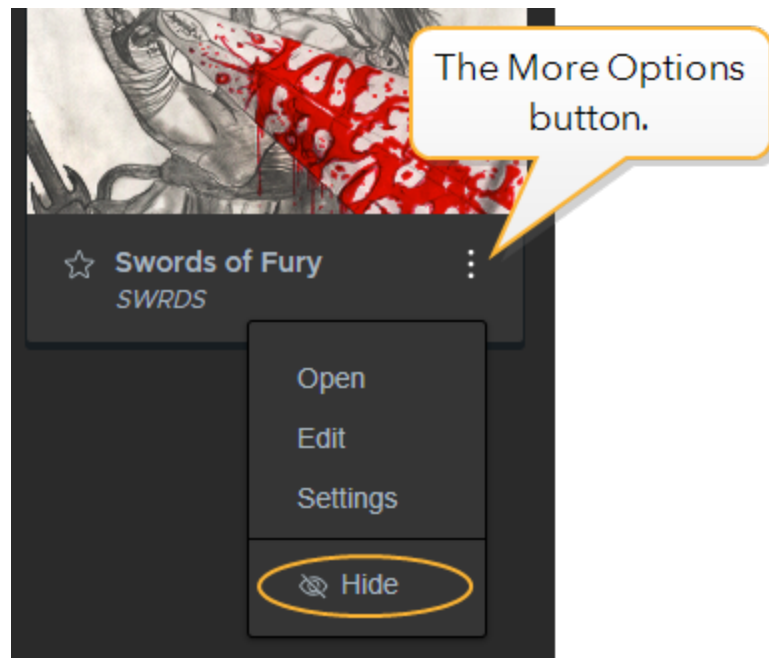 The More Options
button.
Swords of Fury
SWRDS
Open
Edit
Settings
Hide